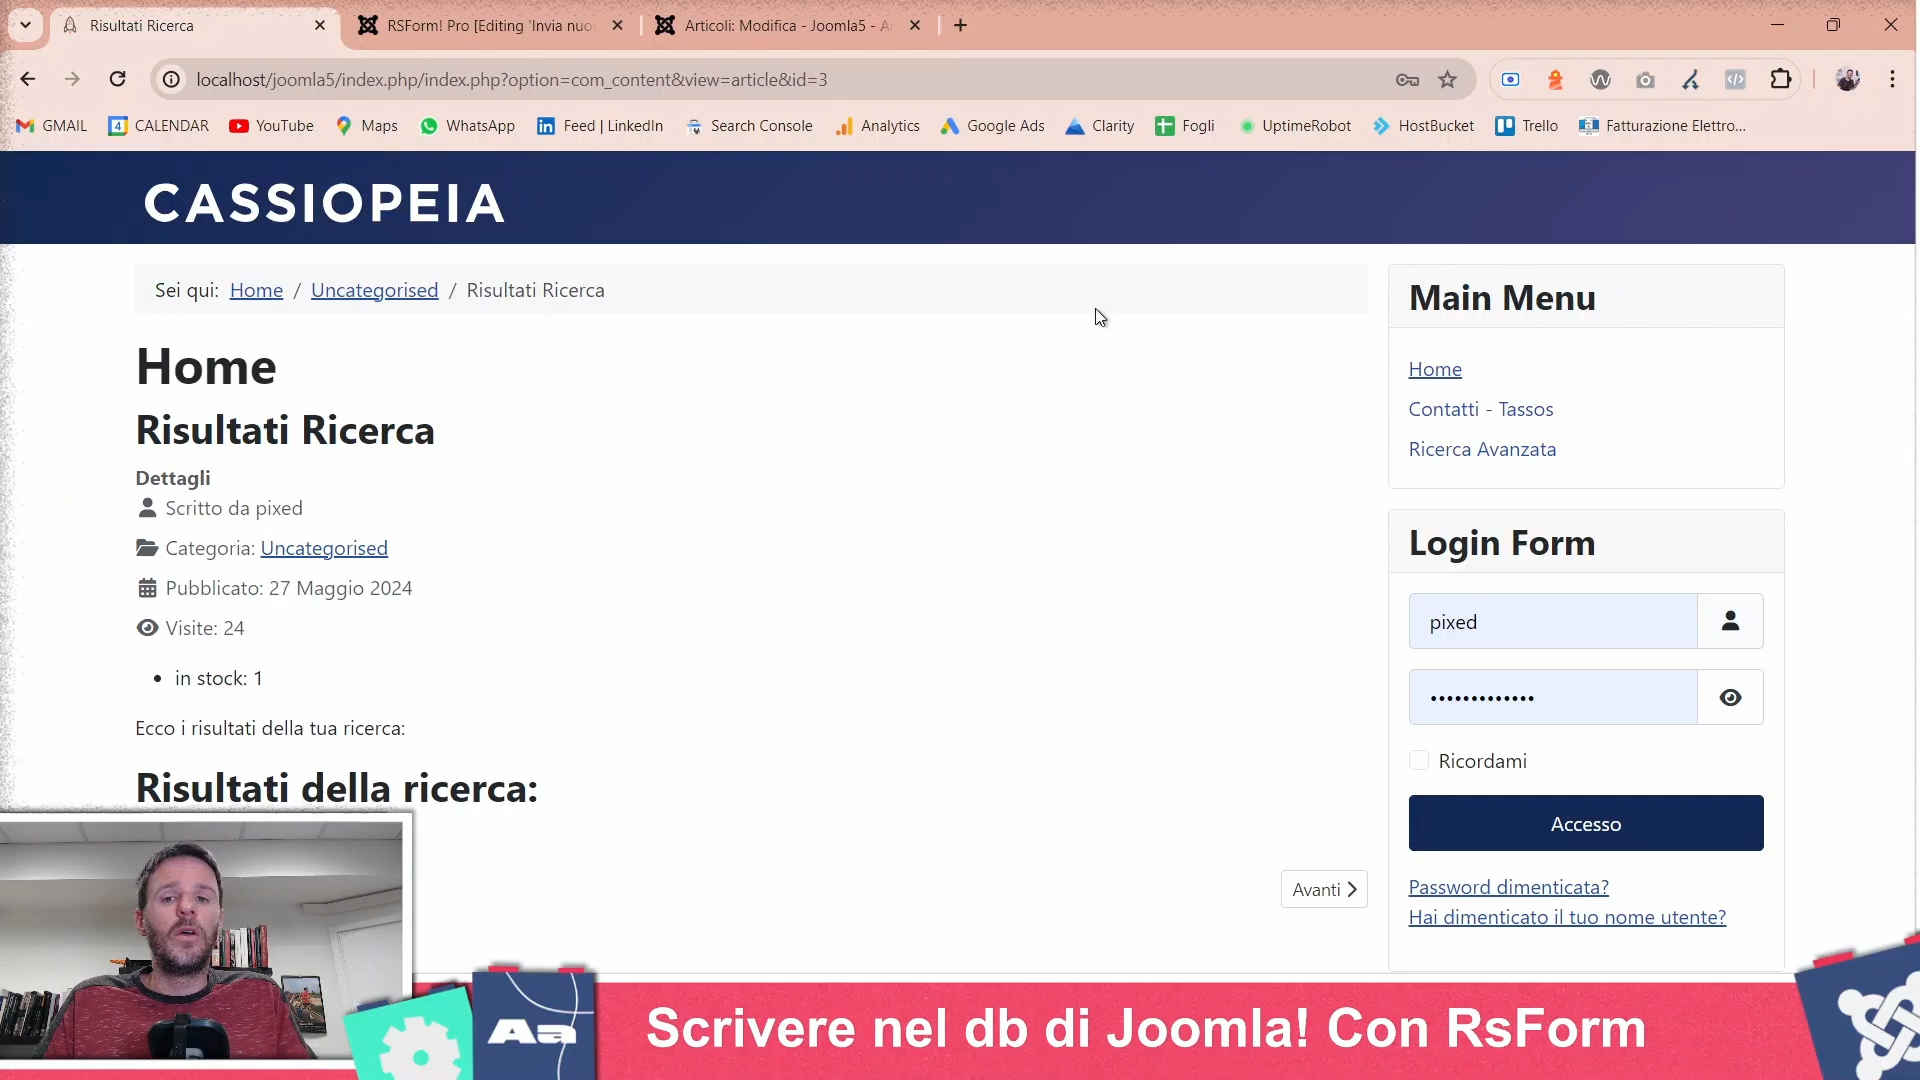 Risultati Ricerca
RSForm! Pro [Editing 'Invia nuo
Articoli: Modifica - Joomla5 - A
localhost/joomla5/index.php/index.php?option=com_content&view=article&id=3
GMAIL
CALENDAR
YouTube
Maps
WhatsApp
Feed | LinkedIn
Search Console
Analytics
Google Ads
Clarity
Fogli
UptimeRobot
HostBucket
Trello
Fatturazione Elettro...
CASSIOPEIA
Sei qui: Home / Uncategorised / Risultati Ricerca
Home
Risultati Ricerca
Dettagli
Scritto da pixed
Categoria: Uncategorised
Pubblicato: 27 Maggio 2024
Visite: 24
in stock: 1
Ecco i risultati della tua ricerca:
Risultati della ricerca:
Avanti
Main Menu
Home
Contatti - Tassos
Ricerca Avanzata
Login Form
pixed
Ricordami
Accesso
Password dimenticata?
Hai dimenticato il tuo nome utente?
Aa
Scrivere nel db di Joomla! Con RsForm